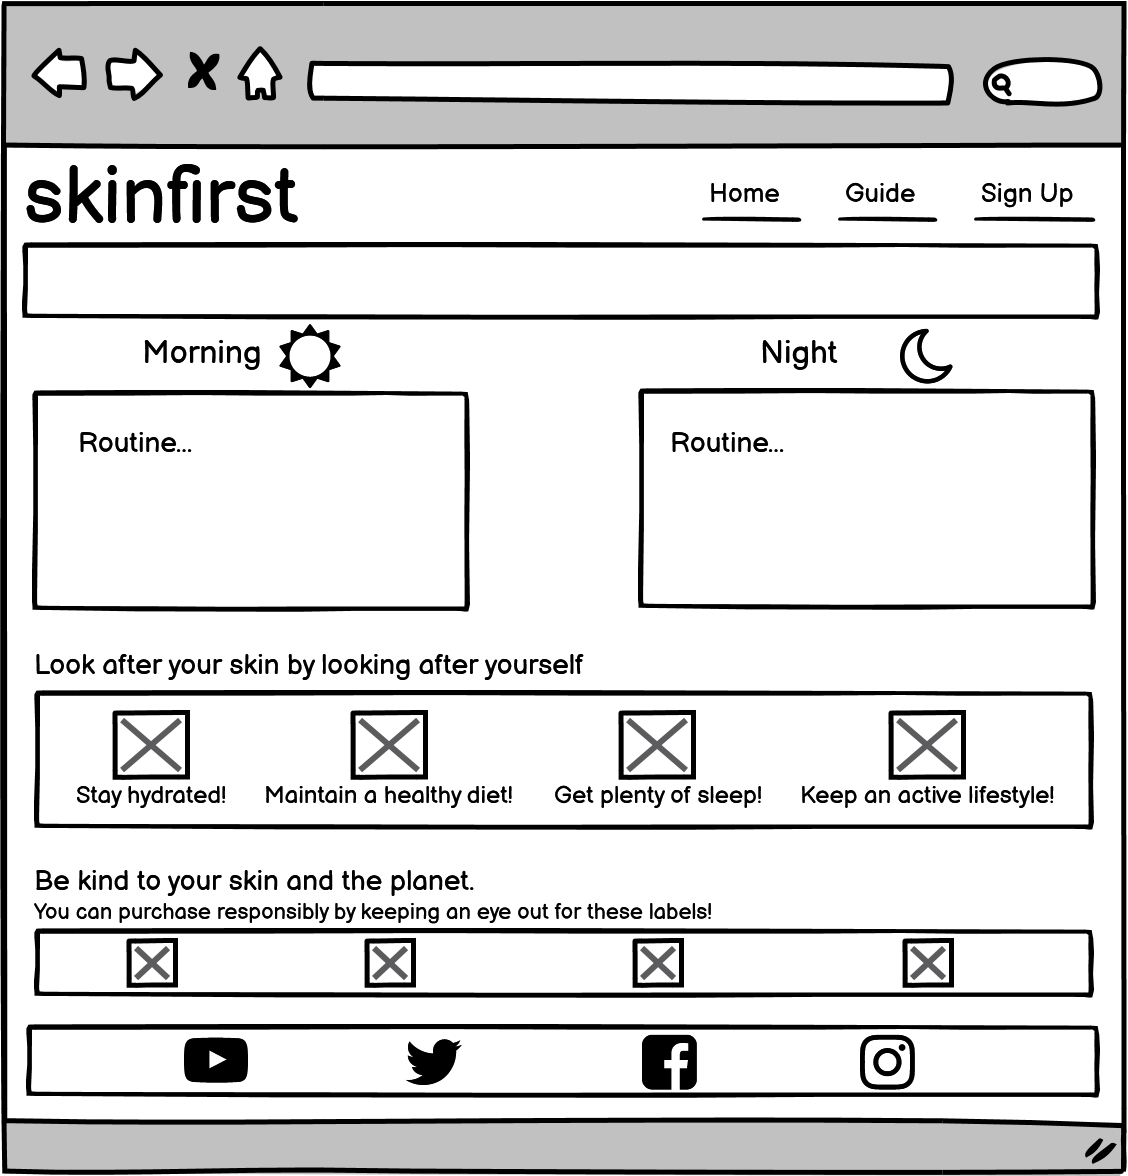 skinfirst
Home Guide Sign Up
Morning Night
Routine... Routine...
Look after your skin by looking after yourself
Stay hydrated! Maintain a healthy diet! Get plenty of sleep! Keep an active lifestyle!
Be kind to your skin and the planet.
You can purchase responsibly by keeping an eye out for these labels!